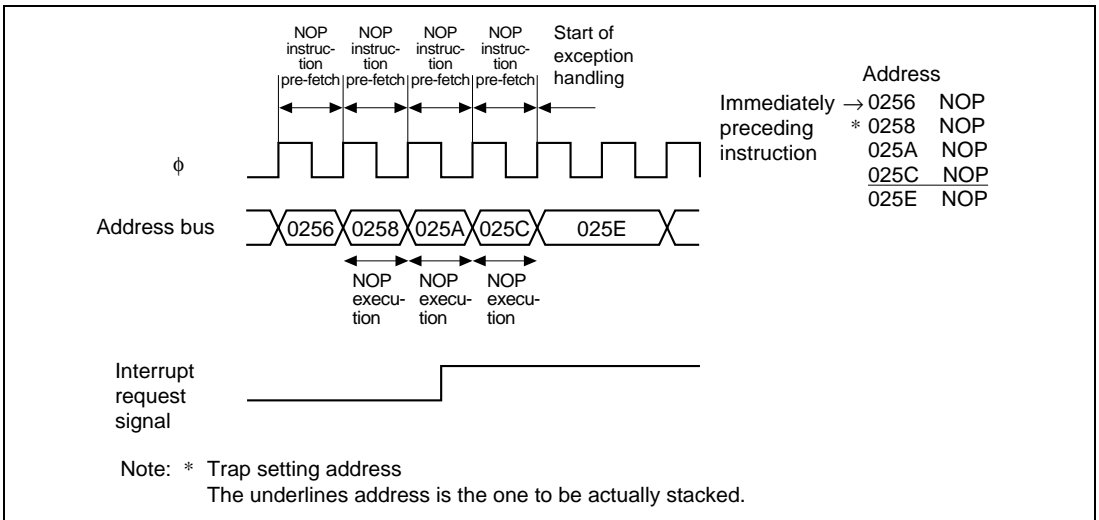 NOP instruc- tion pre-fetch
NOP instruc- tion pre-fetch
NOP instruc- tion pre-fetch
NOP instruc- tion pre-fetch
Start of exception handling
Immediately preceding instruction
Address
→ 0256 NOP
* 0258 NOP
025A NOP
025C NOP
025E NOP
ϕ
Address bus
0256 0258 025A 025C 025E
NOP execu- tion
NOP execu- tion
NOP execu- tion
Interrupt request signal
Note: * Trap setting address
The underlines address is the one to be actually stacked.